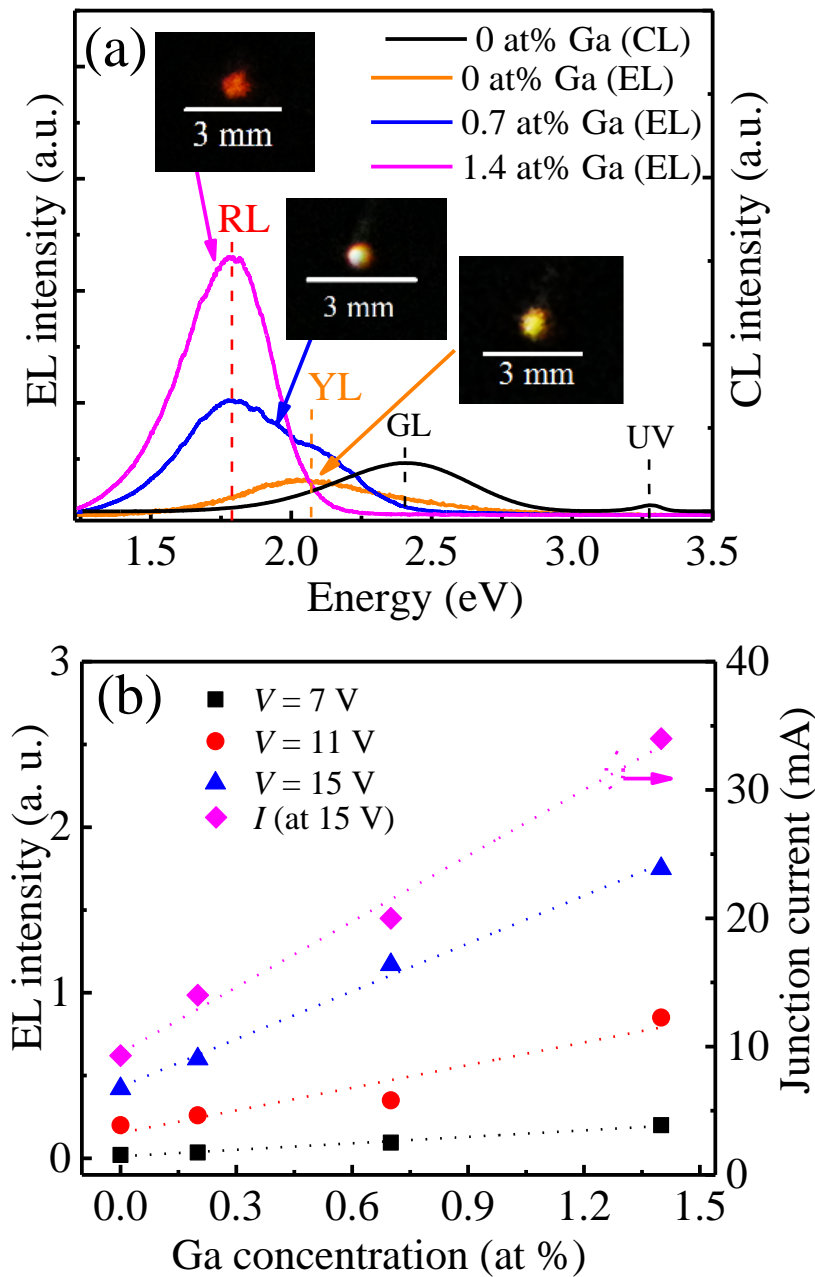 (a)
0 at% Ga (CL)
0 at% Ga (EL)
0.7 at% Ga (EL)
1.4 at% Ga (EL)
3 mm
3 mm
3 mm
RL
YL
GL
UV
EL intensity (a.u.)
CL intensity (a.u.)
1.5 2.0 2.5 3.0 3.5
Energy (eV)
(b)
V = 7 V
V = 11 V
V = 15 V
I (at 15 V)
3
2
1
0
EL intensity (a. u.)
40
30
20
10
0
Junction current (mA)
0.0 0.3 0.6 0.9 1.2 1.5
Ga concentration (at %)